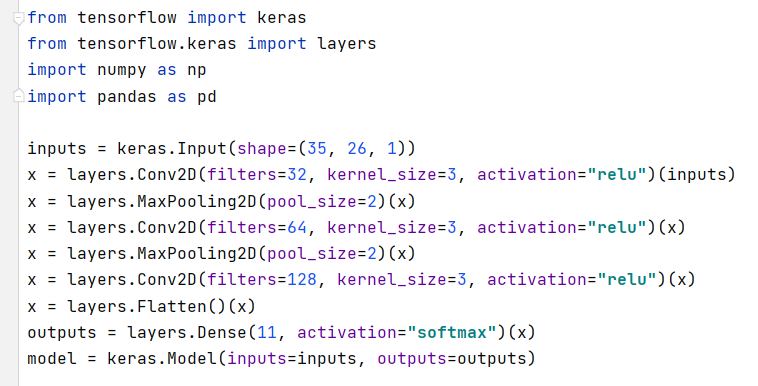 from tensorflow import keras
from tensorflow.keras import layers
import numpy as np
import pandas as pd
inputs = keras.Input(shape=(35, 26, 1))
x = layers.Conv2D(filters=32, kernel_size=3, activation="relu")(inputs)
x = layers.MaxPooling2D(pool_size=2)(x)
x = layers.Conv2D(filters=64, kernel_size=3, activation="relu")(x)
x = layers.MaxPooling2D(pool_size=2)(x)
x = layers.Conv2D(filters=128, kernel_size=3, activation="relu")(x)
x = layers.Flatten()(x)
outputs = layers.Dense(11, activation="softmax")(x)
model = keras.Model(inputs=inputs, outputs=outputs)